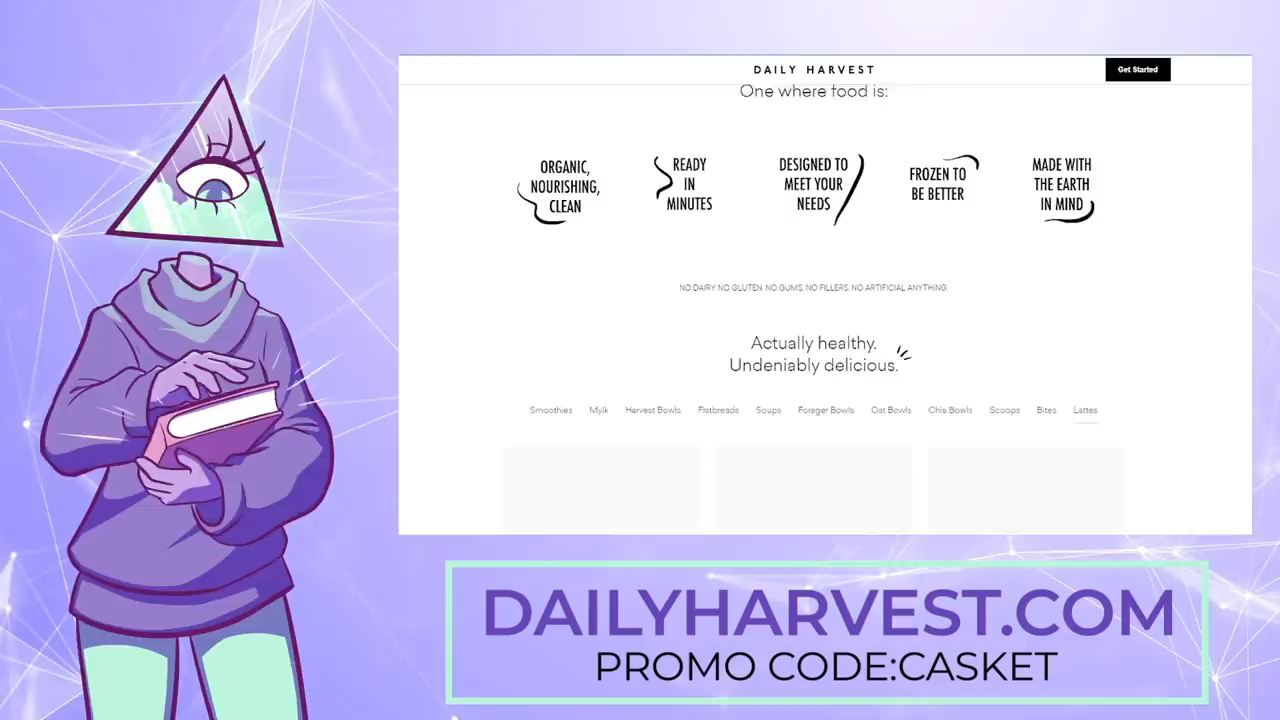 DAILY HARVEST
Get Started
One where food is:
ORGANIC,
NOURISHING,
CLEAN
READY
IN
MINUTES
DESIGNED TO
MEET YOUR
NEEDS
FROZEN TO
BE BETTER
MADE WITH
THE EARTH
IN MIND
NO DAIRY. NO GLUTEN. NO GUMS. NO FILLERS. NO ARTIFICIAL ANYTHING.
Actually healthy.
Undeniably delicious.
Smoothies Mylk Harvest Bowls Flatbreads Soups Forager Bowls Oat Bowls Chia Bowls Scoops Bites Lattes
DAILYHARVEST.COM
PROMO CODE:CASKET